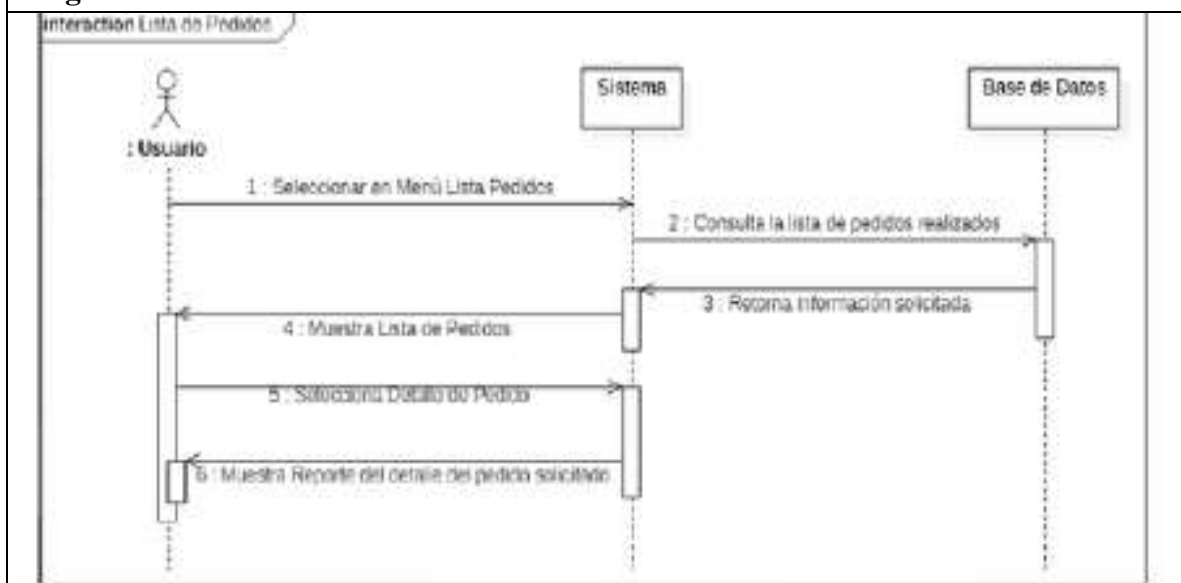 interaction Lista de Pedidos
Sistema
Base de Datos
: Usuario
1 : Seleccionar en Menú Lista Pedidos
2 : Consulta la lista de pedidos realizados
3 : Retorna Información solicitada
4 : Muestra Lista de Pedidos
5 : Selecciona Detalle de Pedido
6 : Muestra Reporte del detalle del pedido solicitado